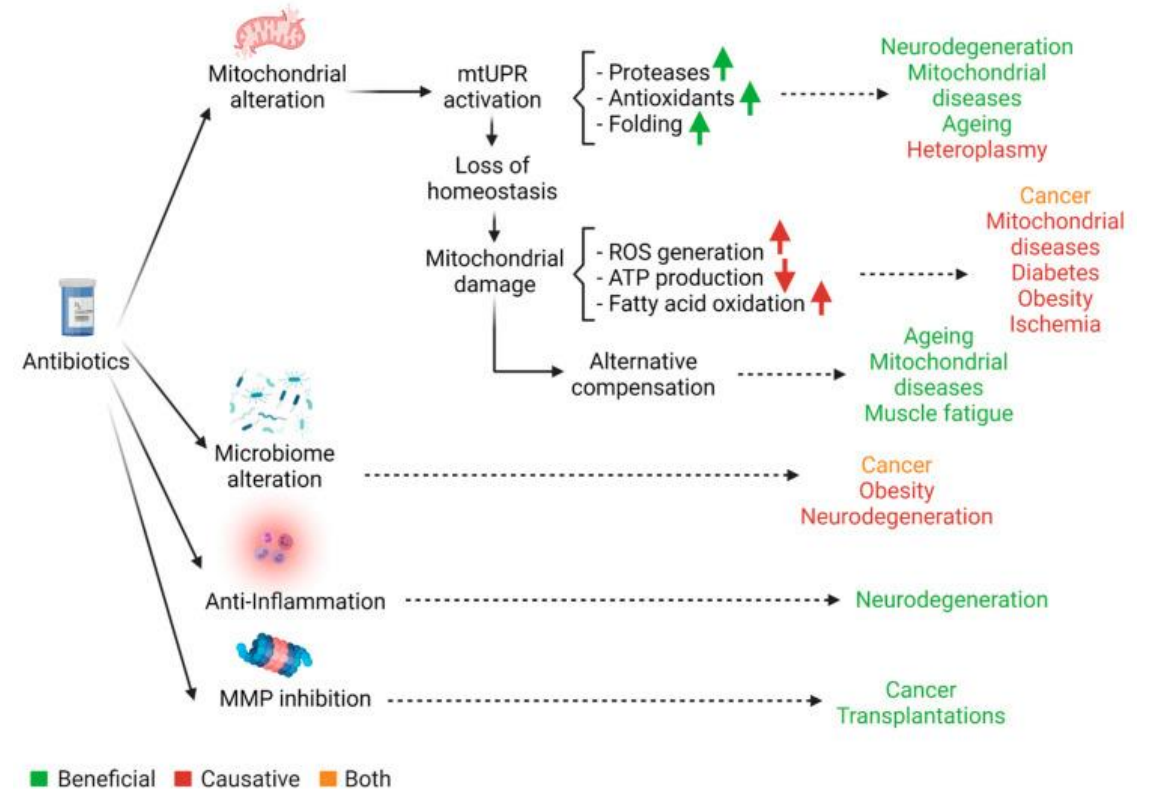 Mitochondrial
alteration
mtUPR
activation
- Proteases
- Antioxidants
- Folding
Neurodegeneration
Mitochondrial
diseases
Ageing
Heteroplasmy
Loss of
homeostasis
Mitochondrial
damage
- ROS generation
- ATP production
- Fatty acid oxidation
Cancer
Mitochondrial
diseases
Diabetes
Obesity
Ischemia
Antibiotics
Alternative
compensation
Ageing
Mitochondrial
diseases
Muscle fatigue
Microbiome
alteration
Cancer
Obesity
Neurodegeneration
Anti-Inflammation
Neurodegeneration
MMP inhibition
Cancer
Transplantations
Beneficial
Causative
Both